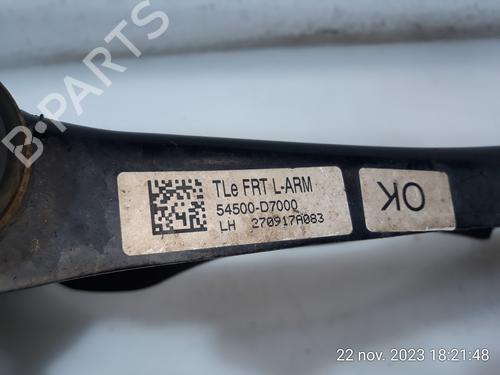 B-PARTS
TLe FRT L-ARM
54500-D7000
LH 270917A083
OK
22 nov. 2023 18:21:48